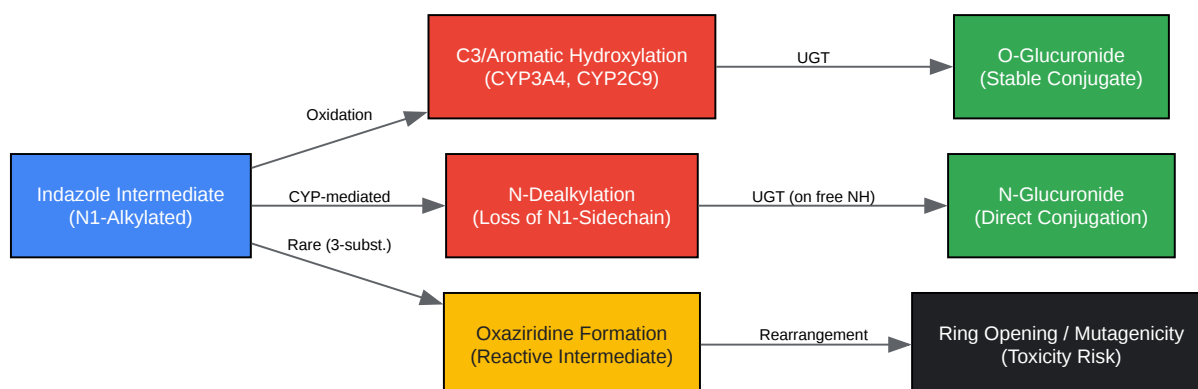 C3/Aromatic Hydroxylation
(CYP3A4, CYP2C9)
UGT
O-Glucuronide
(Stable Conjugate)
Oxidation
Indazole Intermediate
(N1-Alkylated)
CYP-mediated
N-Dealkylation
(Loss of N1-Sidechain)
UGT (on free NH)
N-Glucuronide
(Direct Conjugation)
Rare (3-subst.)
Oxaziridine Formation
(Reactive Intermediate)
Rearrangement
Ring Opening / Mutagenicity
(Toxicity Risk)